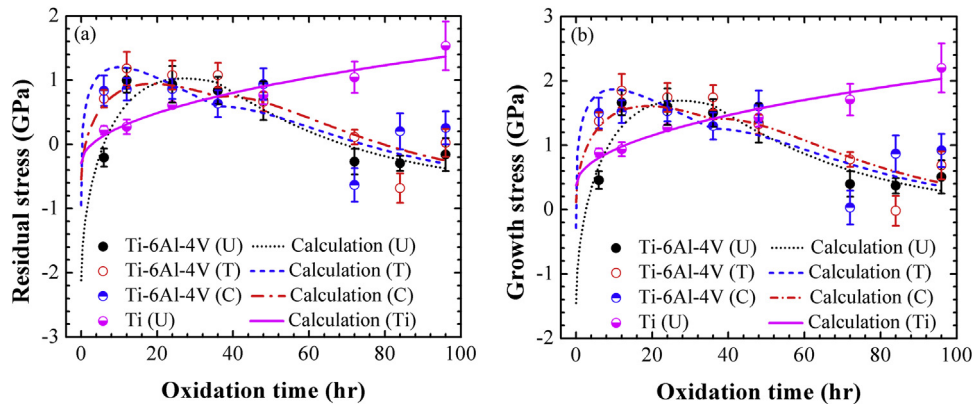 (a)
2
1
0
-1
-2
-3
Residual stress (GPa)
Ti-6Al-4V (U)
Calculation (U)
Ti-6Al-4V (T)
Calculation (T)
Ti-6Al-4V (C)
Calculation (C)
Ti (U)
Calculation (Ti)
0 20 40 60 80 100
Oxidation time (hr)
(b)
3
2
1
0
-1
-2
Growth stress (GPa)
Ti-6Al-4V (U)
Calculation (U)
Ti-6Al-4V (T)
Calculation (T)
Ti-6Al-4V (C)
Calculation (C)
Ti (U)
Calculation (Ti)
0 20 40 60 80 100
Oxidation time (hr)